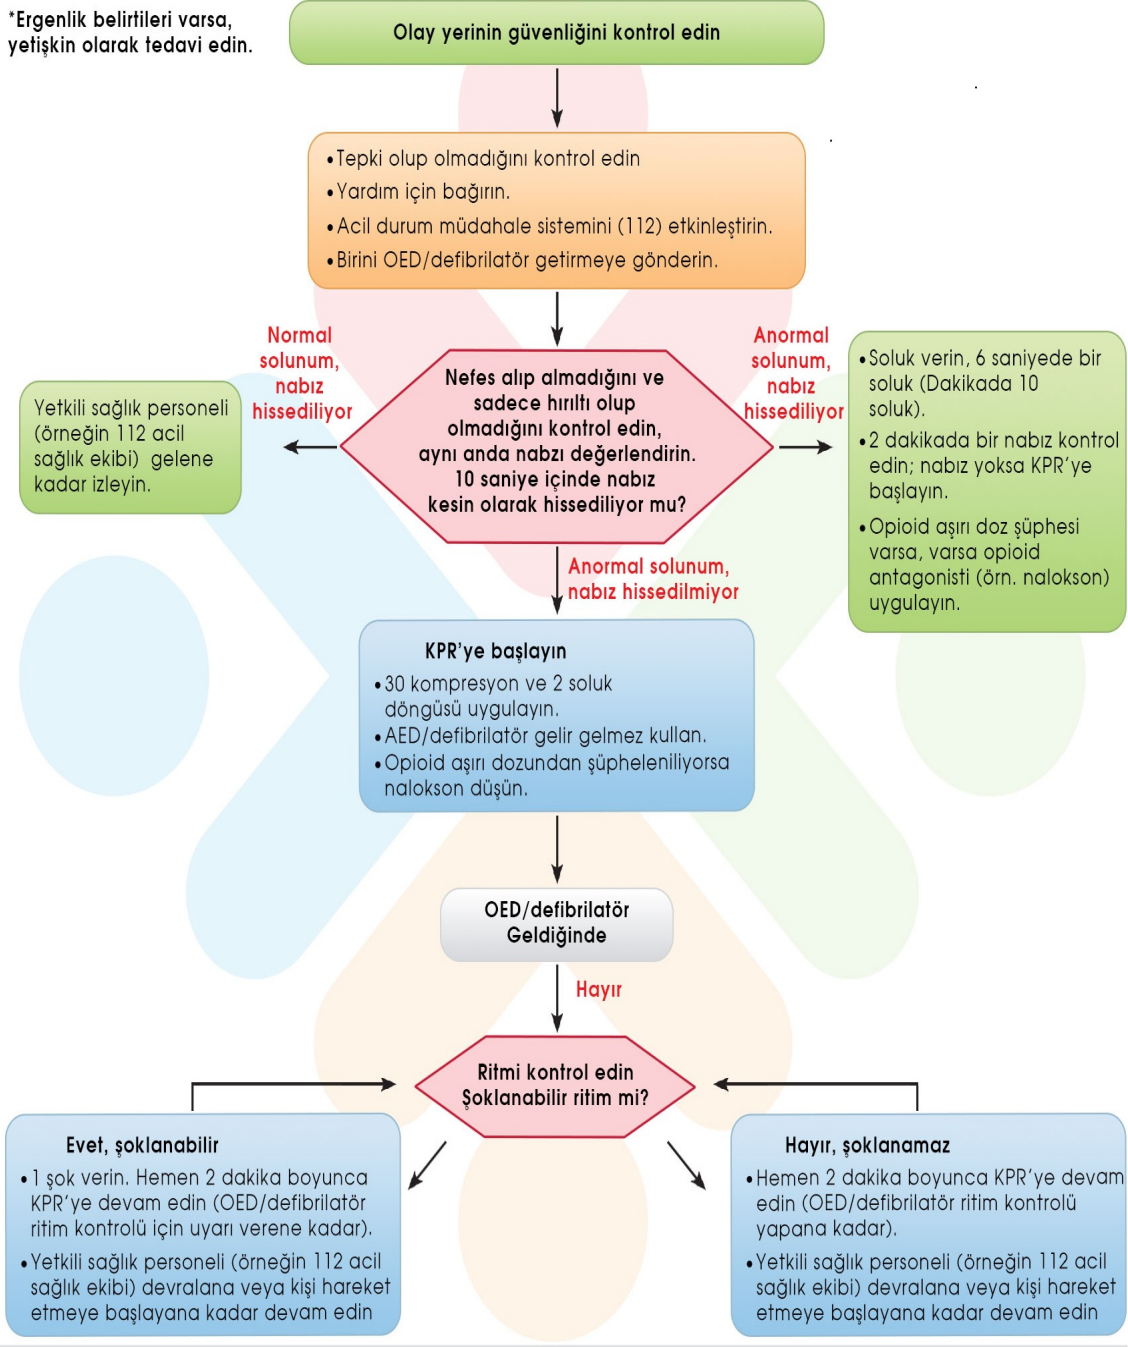 *Ergenlik belirtileri varsa,
yetişkin olarak tedavi edin.
Olay yerinin güvenliğini kontrol edin
•Tepki olup olmadığını kontrol edin
•Yardım için bağırın.
•Acil durum müdahale sistemini (112) etkinleştirin.
•Birini OED/defibrilatör getirmeye gönderin.
Normal
solunum,
nabız
hissediliyor
Yetkili sağlık personeli
(örneğin 112 acil
sağlık ekibi) gelene
kadar izleyin.
Nefes alıp almadığını ve
sadece hırıltı olup
olmadığını kontrol edin,
aynı anda nabzı değerlendirin.
10 saniye içinde nabız
kesin olarak hissediliyor mu?
Anormal
solunum,
nabız
hissediliyor
•Soluk verin, 6 saniyede bir
soluk (Dakikada 10
soluk).
•2 dakikada bir nabız kontrol
edin; nabız yoksa KPR’ye
başlayın.
•Opioid aşırı doz şüphesi
varsa, varsa opioid
antagonisti (örn. nalokson)
uygulayın.
Anormal solunum,
nabız hissedilmiyor
KPR’ye başlayın
•30 kompresyon ve 2 soluk
döngüsü uygulayın.
•AED/defibrilatör gelir gelmez kullan.
•Opioid aşırı dozundan şüpheleniliyorsa
nalokson düşün.
OED/defibrilatör
Geldiğinde
Hayır
Ritmi kontrol edin
Şoklanabilir ritim mi?
Evet, şoklanabilir
•1 şok verin. Hemen 2 dakika boyunca
KPR’ye devam edin (OED/defibrilatör
ritim kontrolü için uyarı verene kadar).
•Yetkili sağlık personeli (örneğin 112 acil
sağlık ekibi) devralana veya kişi hareket
etmeye başlayana kadar devam edin
Hayır, şoklanamaz
•Hemen 2 dakika boyunca KPR’ye devam
edin (OED/defibrilatör ritim kontrolü
yapana kadar).
•Yetkili sağlık personeli (örneğin 112 acil
sağlık ekibi) devralana veya kişi hareket
etmeye başlayana kadar devam edin